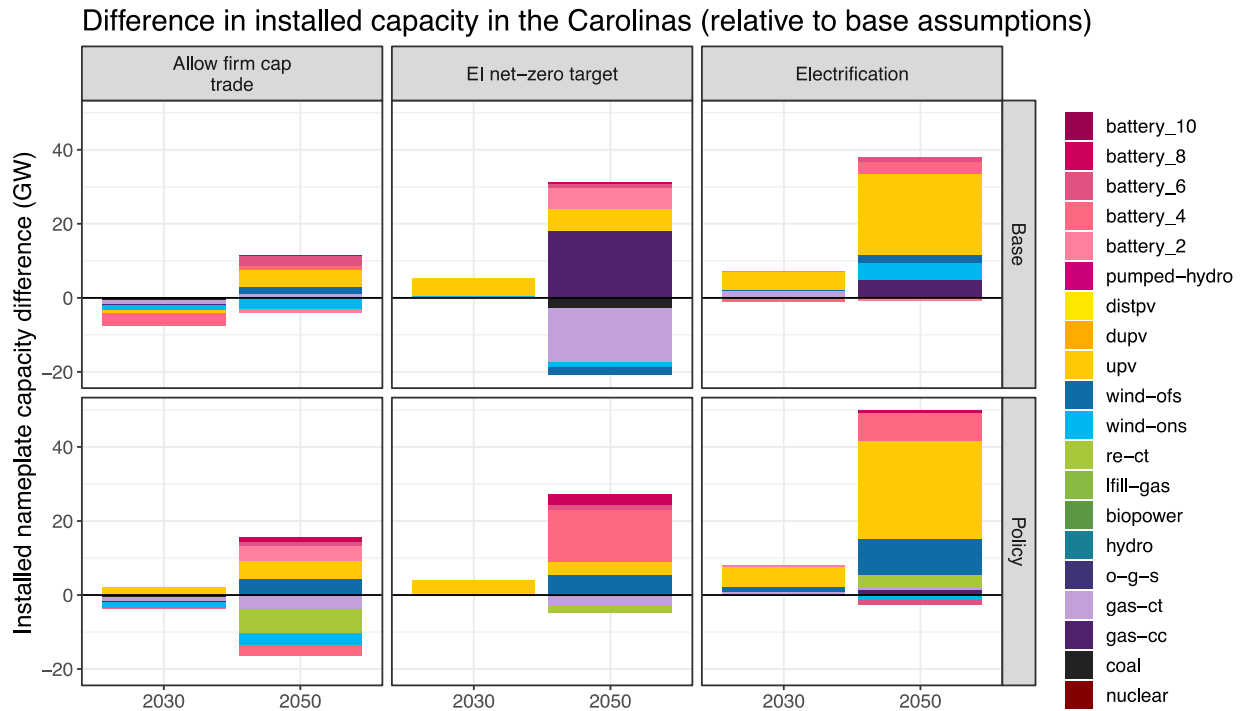 Difference in installed capacity in the Carolinas (relative to base assumptions)
Allow firm cap
trade
EI net−zero target
Electrification
Installed nameplate capacity difference (GW)
40
20
0
−20
Base
40
20
0
−20
Policy
2030
2050
2030
2050
2030
2050
battery_10
battery_8
battery_6
battery_4
battery_2
pumped−hydro
distpv
dupv
upv
wind−ofs
wind−ons
re−ct
lfill−gas
biopower
hydro
o−g−s
gas−ct
gas−cc
coal
nuclear